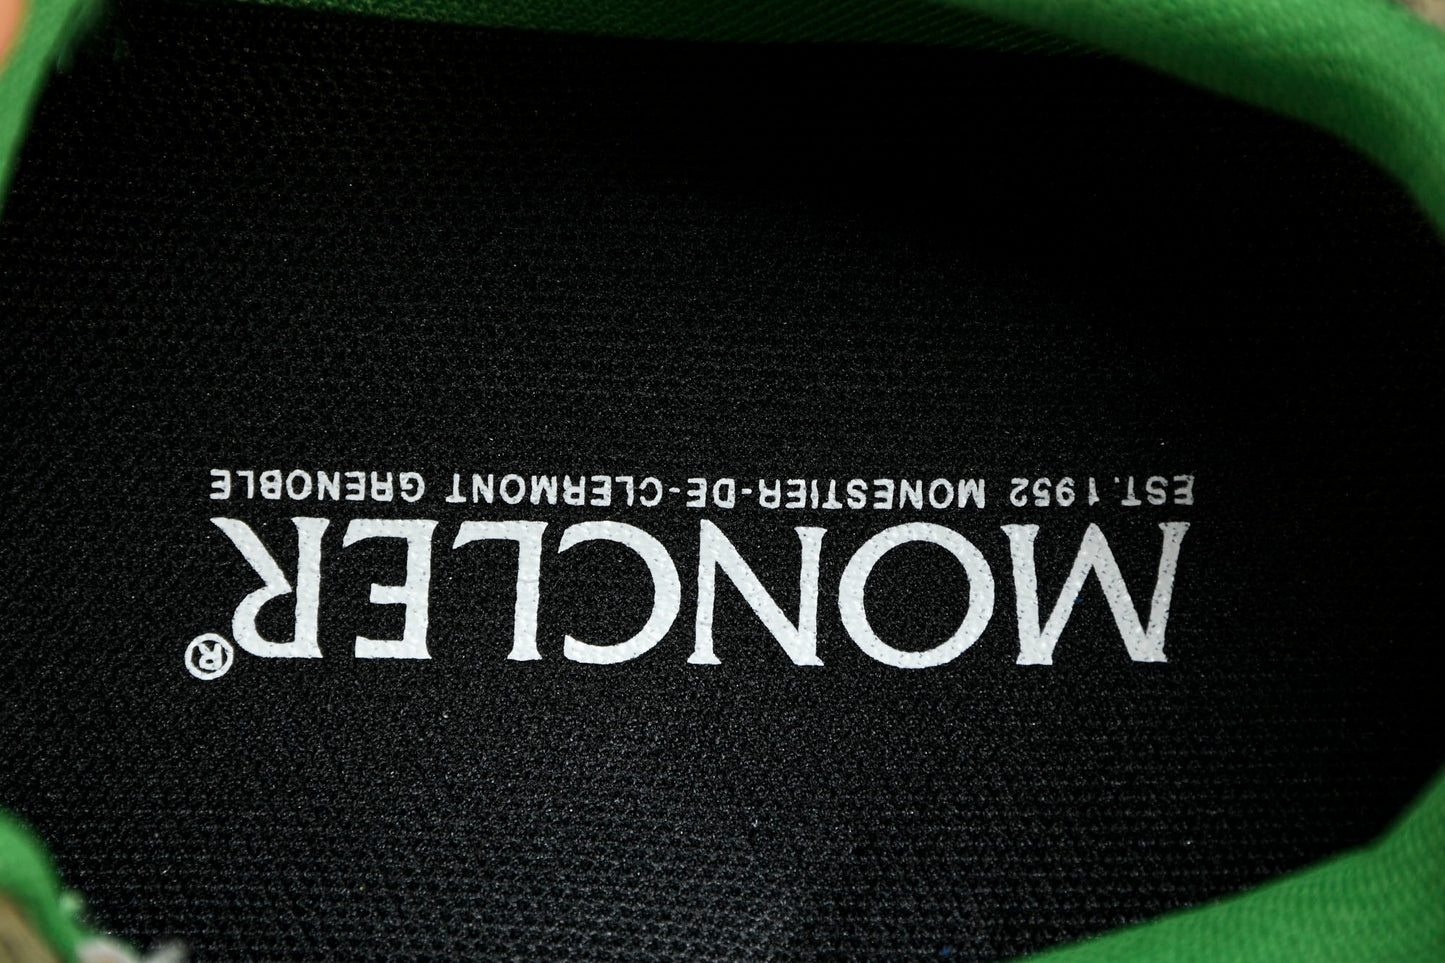 MONCLER®
EST. 1952 MONESTIER-DE-CLERMONT GRENOBLE